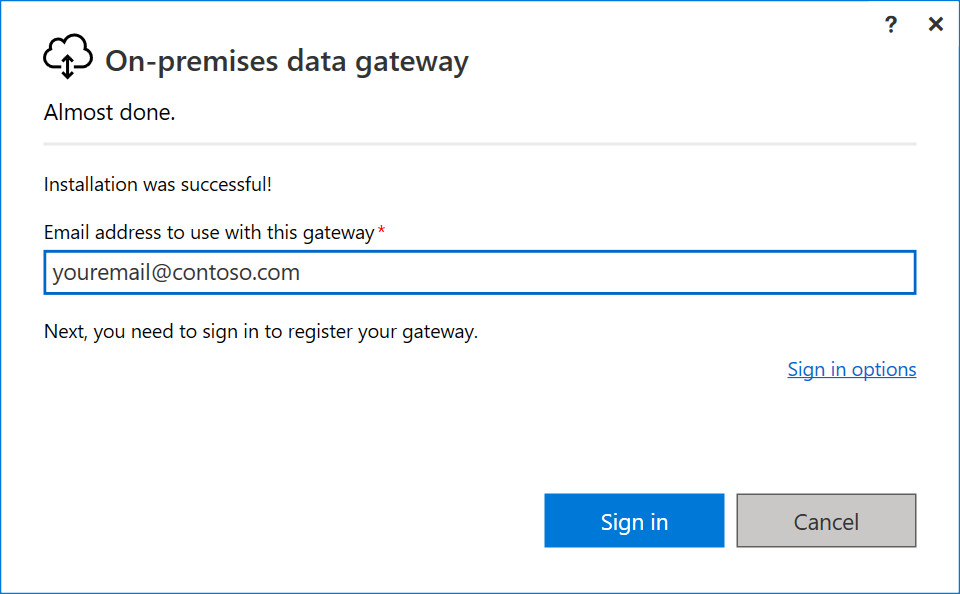 ?
On-premises data gateway
Almost done.
Installation was successful!
Email address to use with this gateway*
youremail@contoso.com
Next, you need to sign in to register your gateway.
Sign in options
Sign in
Cancel